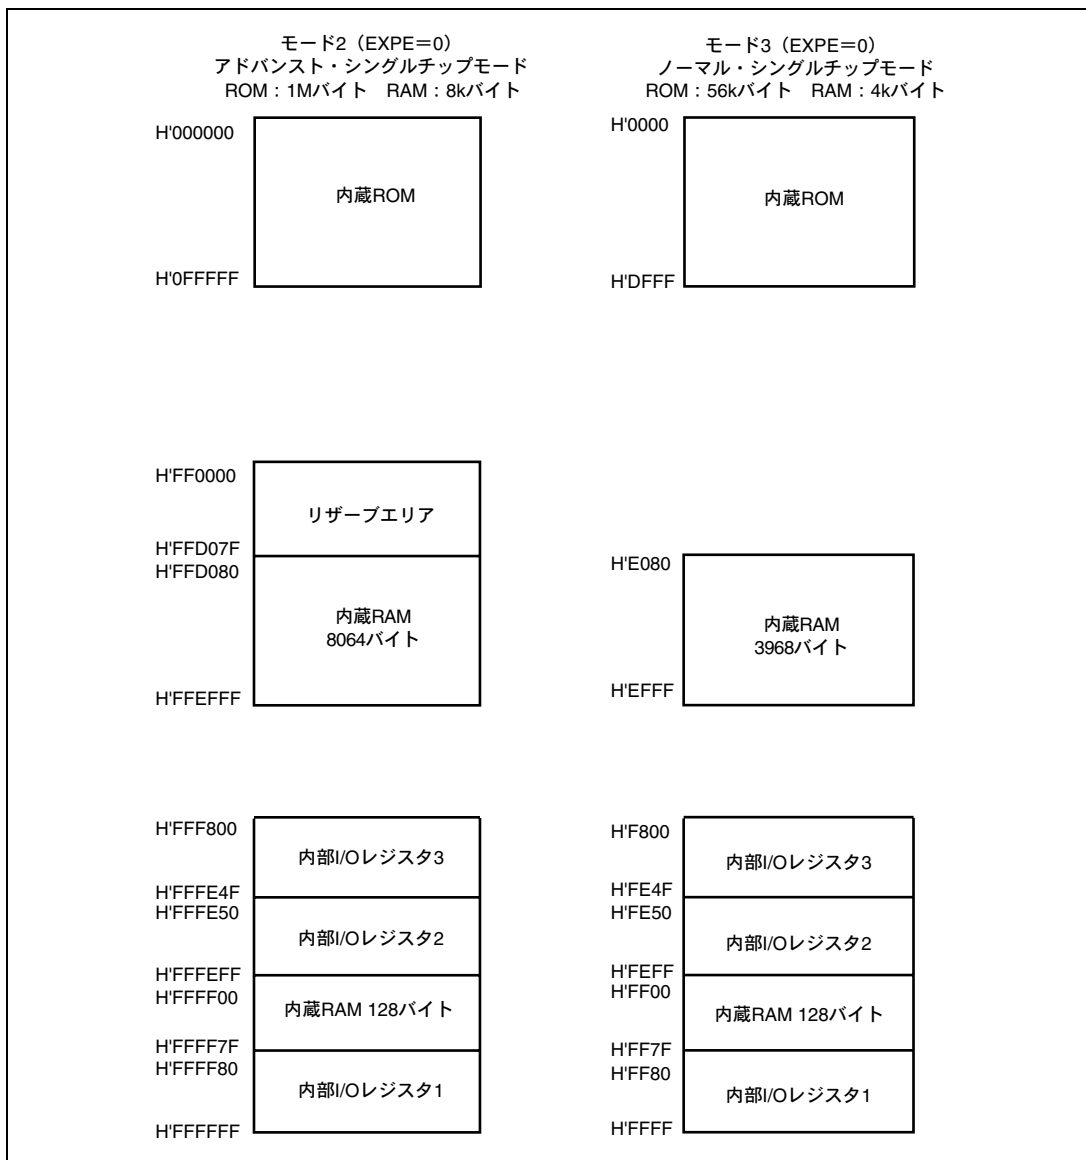 モード2（EXPE＝0）
アドバンスト・シングルチップモード
ROM：1Mバイト　RAM：8kバイト
H'000000
内蔵ROM
H'0FFFFF
H'FF0000
リザーブエリア
H'FFD07F
H'FFD080
内蔵RAM
8064バイト
H'FFEFFF
H'FFF800
内部I/Oレジスタ3
H'FFFE4F
H'FFFE50
内部I/Oレジスタ2
H'FFFEFF
H'FFFF00
内蔵RAM 128バイト
H'FFFF7F
H'FFFF80
内部I/Oレジスタ1
H'FFFFFF
モード3（EXPE＝0）
ノーマル・シングルチップモード
ROM：56kバイト　RAM：4kバイト
H'0000
内蔵ROM
H'DFFF
H'E080
内蔵RAM
3968バイト
H'EFFF
H'F800
内部I/Oレジスタ3
H'FE4F
H'FE50
内部I/Oレジスタ2
H'FEFF
H'FF00
内蔵RAM 128バイト
H'FF7F
H'FF80
内部I/Oレジスタ1
H'FFFF